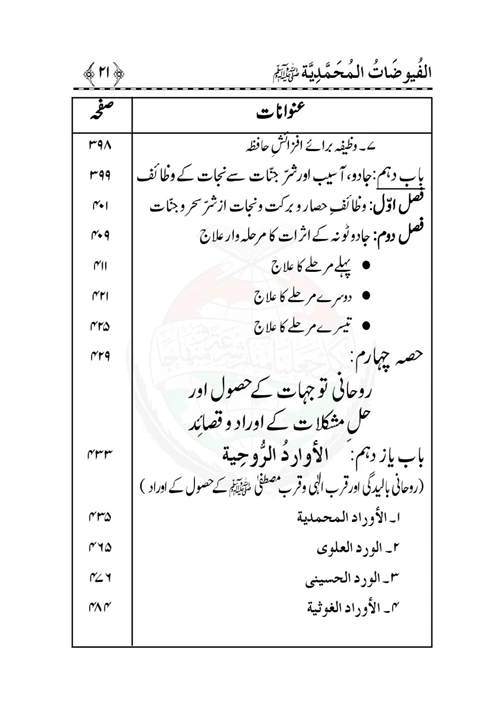 الفُیوضَاتُ المُحَمَّدِیَّة ﷺ ﴿۲۱﴾
عنوانات صفحہ
۷۔ وظیفہ برائے افزائشِ حافظہ ۳۹۸
باب دہم: جادو، آسیب اور شرِّ جنّات سے نجات کے وظائف ۳۹۹
فصل اوّل: وظائفِ حصار و برکت و نجات از شرِّ سحر و جنّات ۴۰۱
فصل دوم: جادو ٹونہ کے اثرات کا مرحلہ وار علاج ۴۰۹
• پہلے مرحلے کا علاج ۴۱۱
• دوسرے مرحلے کا علاج ۴۲۱
• تیسرے مرحلے کا علاج ۴۲۵
حصہ چہارم: ۴۲۹
روحانی توجہات کے حصول اور
حلِ مشکلات کے اوراد و قصائد
باب یازدہم: الأوارِدُ الرُّوحِیة ۴۳۳
(روحانی بالیدگی اور قربِ الٰہی و قربِ مصطفیٰ ﷺ کے حصول کے اوراد)
۱۔ الأوراد المحمدیة ۴۳۵
۲۔ الورد العلوی ۴۶۵
۳۔ الورد الحسینی ۴۷۶
۴۔ الأوراد الغوثیة ۴۸۴